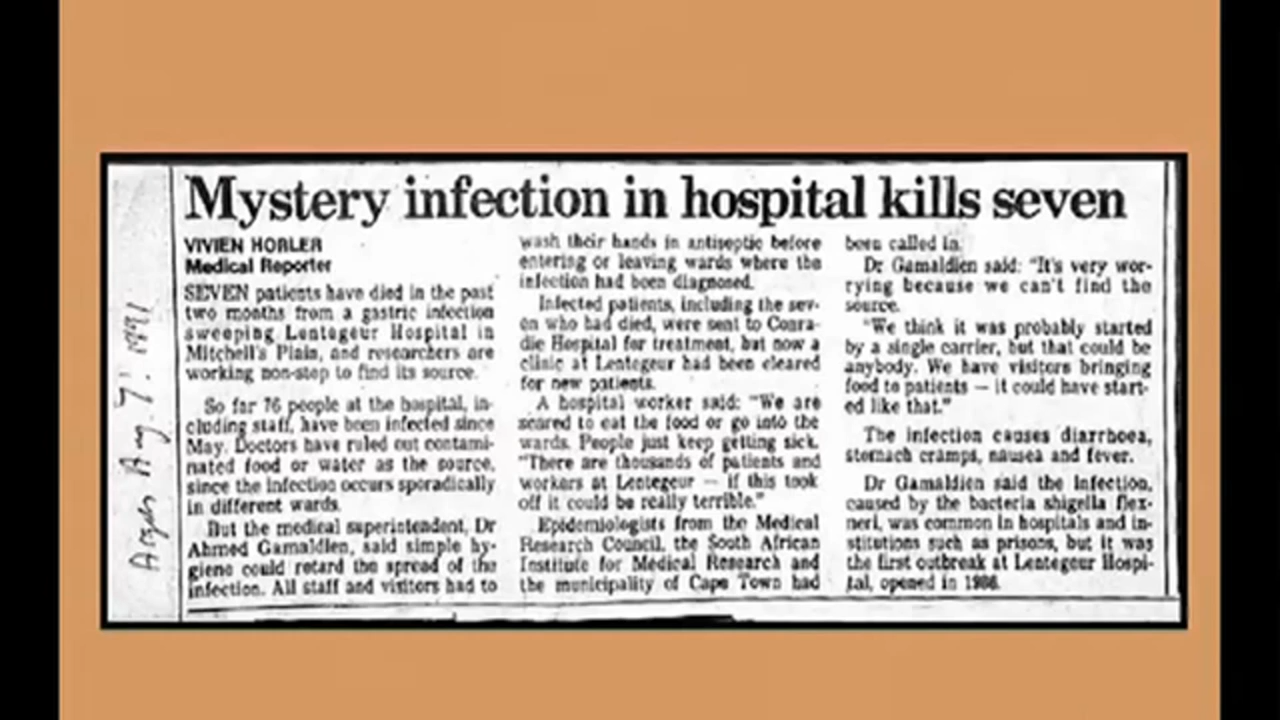 Mystery infection in hospital kills seven
VIVIEN HORLER
Medical Reporter
SEVEN patients have died in the past
two months from a gastric infection
sweeping Lentegeur Hospital in
Mitchell's Plain, and researchers are
working non-stop to find its source.
So far 76 people at the hospital, in-
cluding staff, have been infected since
May. Doctors have ruled out contami-
nated food or water as the source,
since the infection occurs sporadically
in different wards.
But the medical superintendent, Dr
Ahmed Gamaldien, said simple hy-
giene could retard the spread of the
infection. All staff and visitors had to
wash their hands in antiseptic before
entering or leaving wards where the
infection had been diagnosed.
Infected patients, including the sev-
en who had died, were sent to Conra-
die Hospital for treatment, but now a
clinic at Lentegeur had been cleared
for new patients.
A hospital worker said: "We are
scared to eat the food or go into the
wards. People just keep getting sick.
"There are thousands of patients and
workers at Lentegeur — if this took
off it could be really terrible."
Epidemiologists from the Medical
Research Council, the South African
Institute for Medical Research and
the municipality of Cape Town had
been called in.
Dr Gamaldien said: "It's very wor-
rying because we can't find the
source.
"We think it was probably started
by a single carrier, but that could be
anybody. We have visitors bringing
food to patients — it could have start-
ed like that."
The infection causes diarrhoea,
stomach cramps, nausea and fever.
Dr Gamaldien said the infection,
caused by the bacteria shigella flex-
neri, was common in hospitals and in-
stitutions such as prisons, but it was
the first outbreak at Lentegeur Hospi-
tal, opened in
Aug 7. 1991